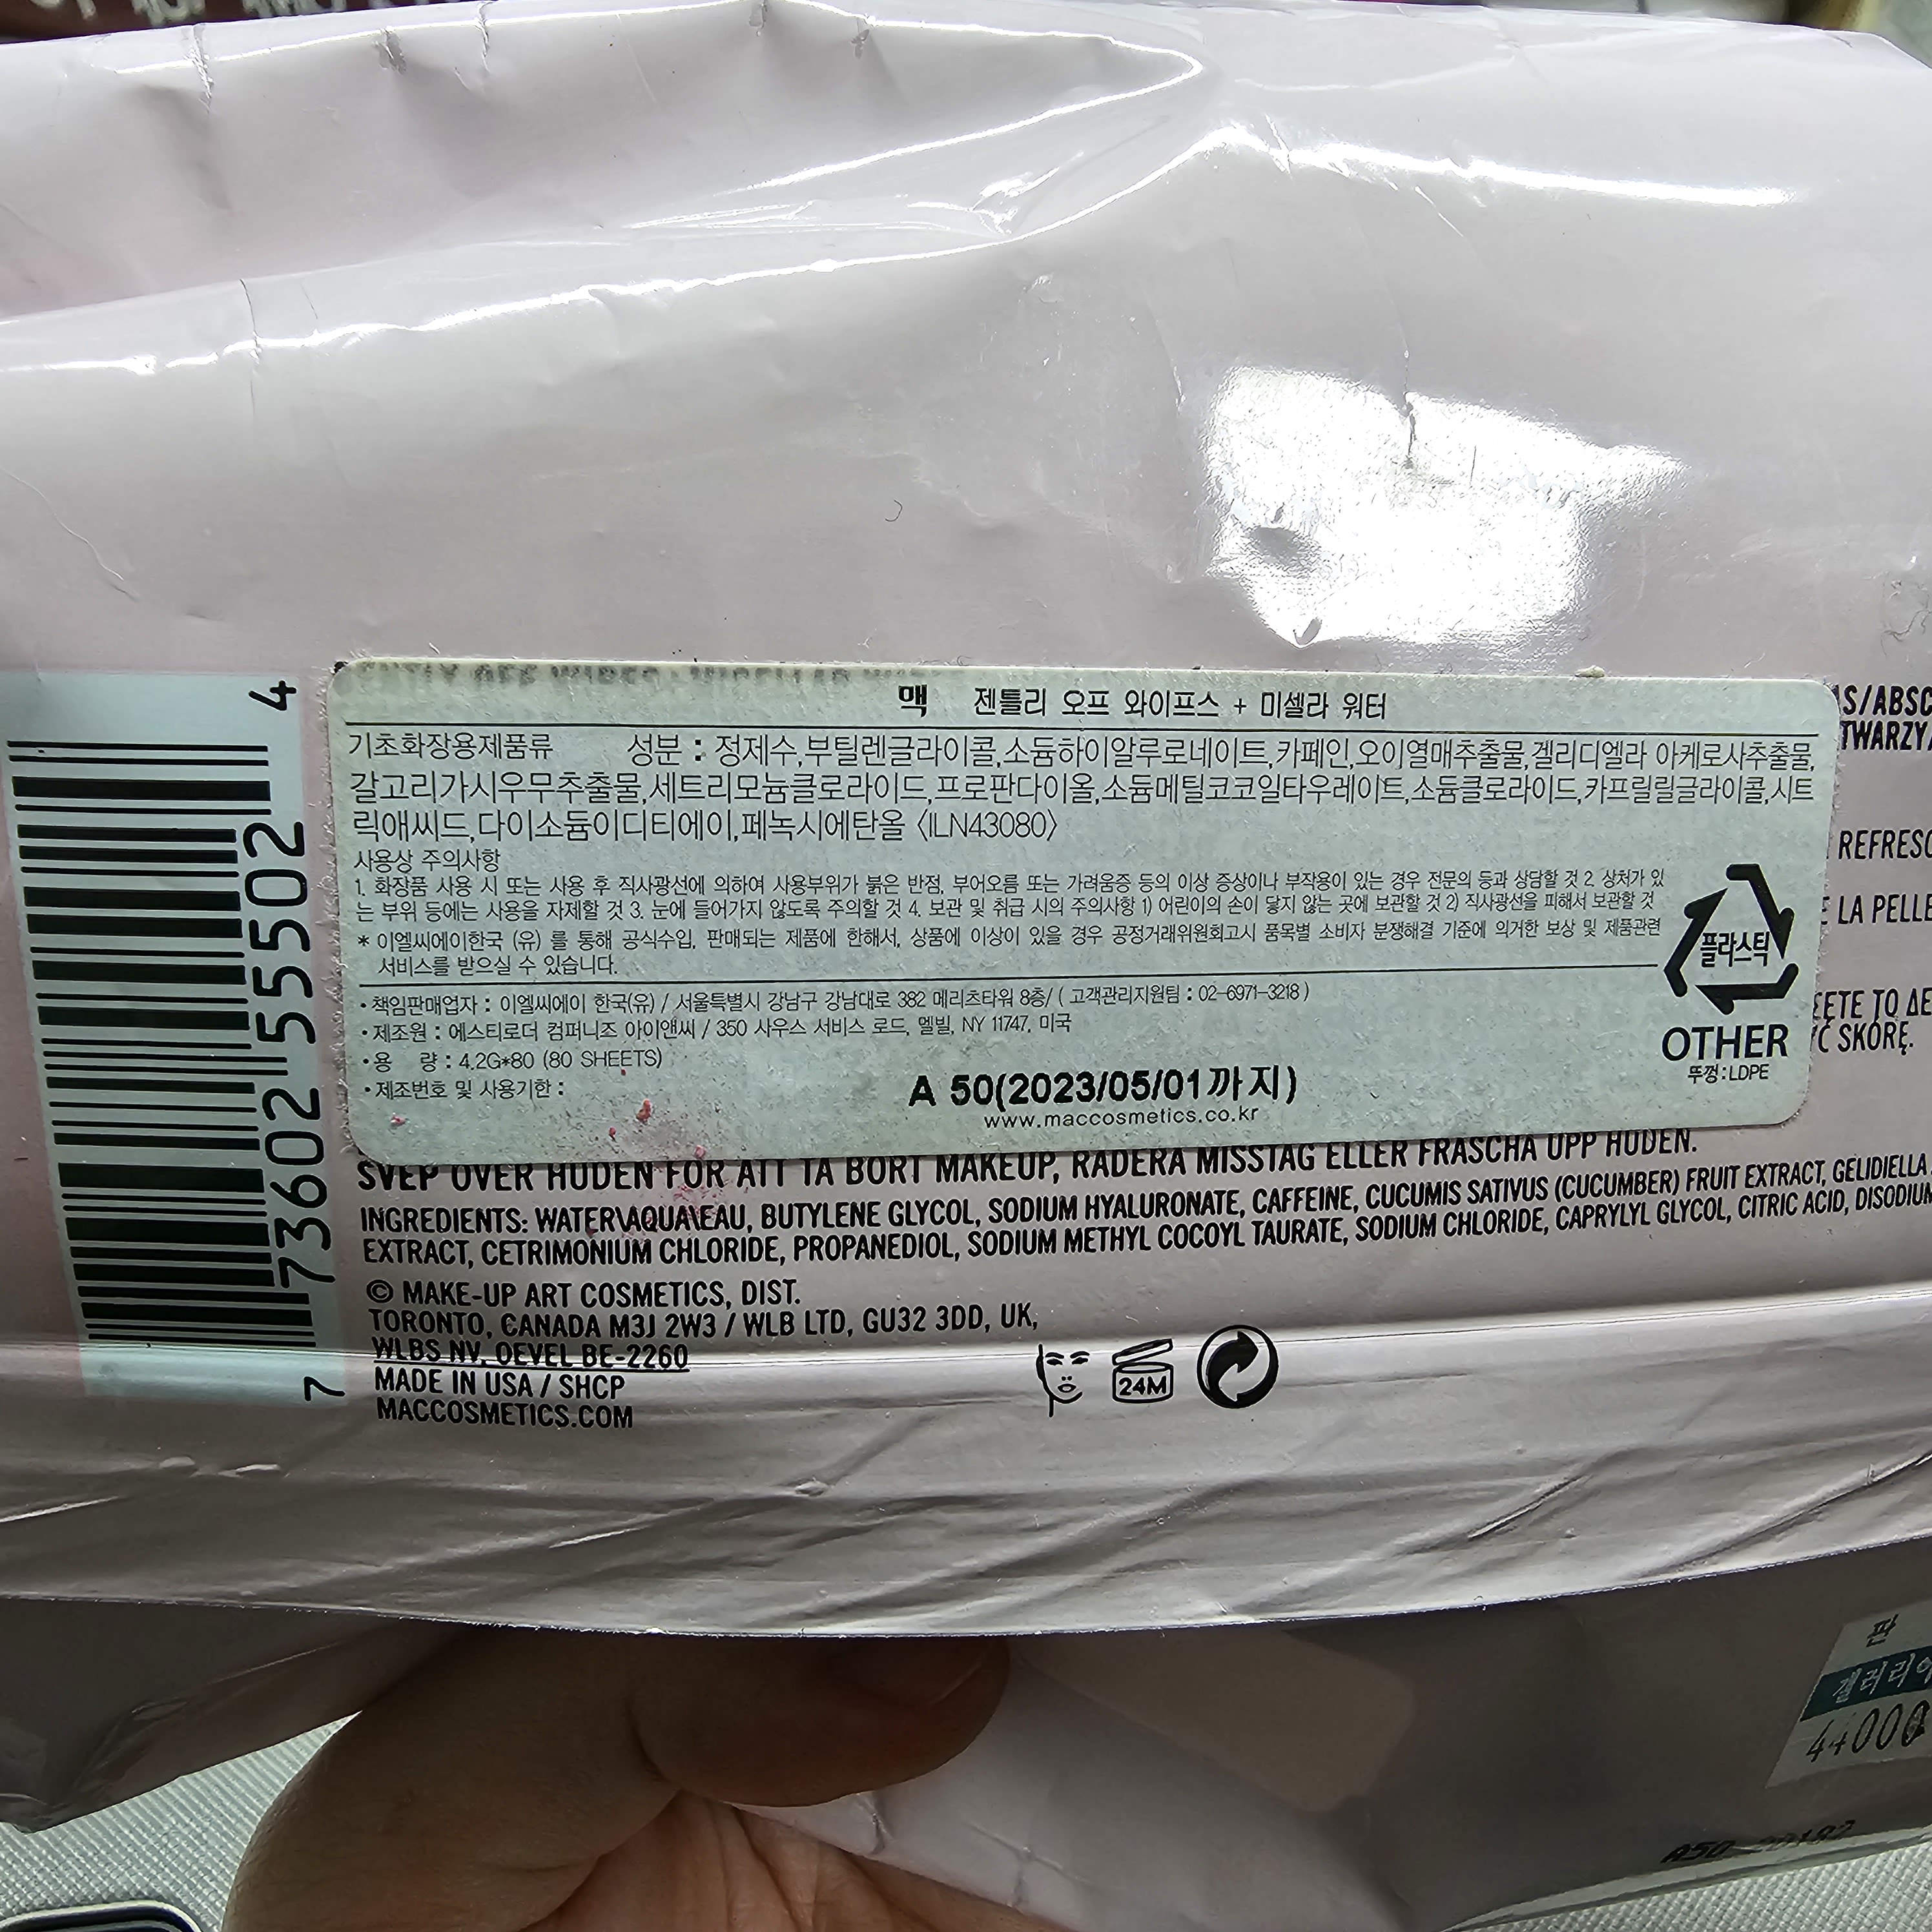 맥 젠틀리 오프 와이프스 + 미셀라 워터
기초화장용제품류 성분 : 정제수,부틸렌글라이콜,소듐하이알루로네이트,카페인,오이열매추출물,겔리디엘라 아케로사추출물,
갈고리가시우무추출물,세트리모늄클로라이드,프로판다이올,소듐메틸코코일타우레이트,소듐클로라이드,카프릴릴글라이콜,시트
릭애씨드,다이소듐이디티에이,페녹시에탄올 〈ILN43080〉
사용상 주의사항
1. 화장품 사용 시 또는 사용 후 직사광선에 의하여 사용부위가 붉은 반점, 부어오름 또는 가려움증 등의 이상 증상이나 부작용이 있는 경우 전문의 등과 상담할 것 2. 상처가 있
는 부위 등에는 사용을 자제할 것 3. 눈에 들어가지 않도록 주의할 것 4. 보관 및 취급 시의 주의사항 1) 어린이의 손이 닿지 않는 곳에 보관할 것 2) 직사광선을 피해서 보관할 것
* 이엘씨에이한국 (유) 를 통해 공식수입, 판매되는 제품에 한해서, 상품에 이상이 있을 경우 공정거래위원회고시 품목별 소비자 분쟁해결 기준에 의거한 보상 및 제품관련
서비스를 받으실 수 있습니다.
•책임판매업자 : 이엘씨에이 한국(유) / 서울특별시 강남구 강남대로 382 메리츠타워 8층/ ( 고객관리지원팀 : 02-6971-3218 )
•제조원 : 에스티로더 컴퍼니즈 아이앤씨 / 350 사우스 서비스 로드, 멜빌, NY 11747, 미국
•용 량 : 4.2G*80 (80 SHEETS)
•제조번호 및 사용기한 :
A 50(2023/05/01까지)
www.maccosmetics.co.kr
플라스틱
OTHER
뚜껑:LDPE
7 73602 55502 4
S/ABSC
TWARZY/
REFRESC
LA PELLE
ΕΤΕ ΤΟ ΔΕ
SKÓRĘ.
SVEP ÖVER HUDEN FÖR ATT TA BORT MAKEUP, RADERA MISSTAG ELLER FRÄSCHA UPP HUDEN.
INGREDIENTS: WATER\AQUA\EAU, BUTYLENE GLYCOL, SODIUM HYALURONATE, CAFFEINE, CUCUMIS SATIVUS (CUCUMBER) FRUIT EXTRACT, GELIDIELLA
EXTRACT, CETRIMONIUM CHLORIDE, PROPANEDIOL, SODIUM METHYL COCOYL TAURATE, SODIUM CHLORIDE, CAPRYLYL GLYCOL, CITRIC ACID, DISODIUM
© MAKE-UP ART COSMETICS, DIST.
TORONTO, CANADA M3J 2W3 / WLB LTD, GU32 3DD, UK,
WLBS NV, OEVEL BE-2260
MADE IN USA / SHCP
MACCOSMETICS.COM
24M
판
갤러리아
44000